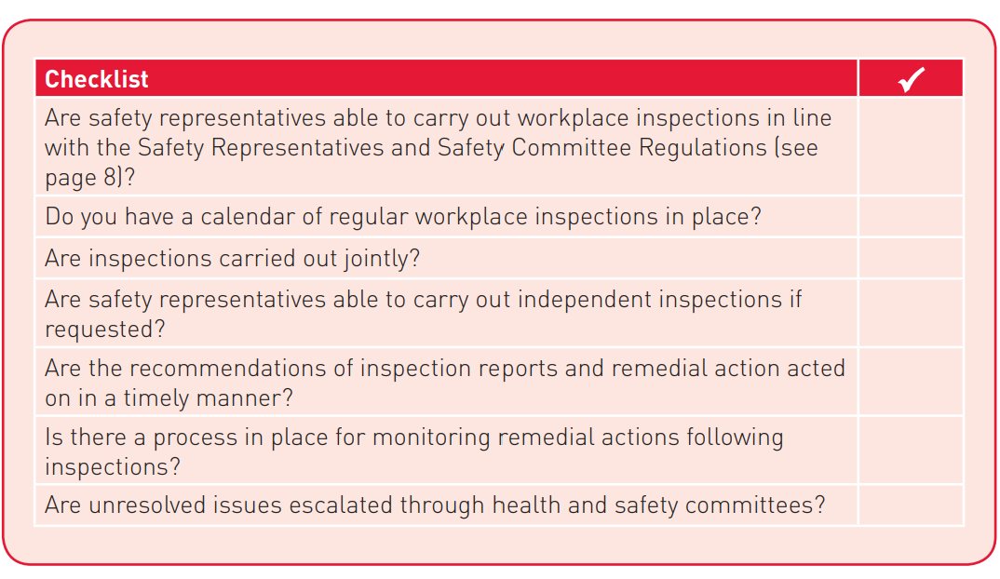 Checklist ✓
Are safety representatives able to carry out workplace inspections in line
with the Safety Representatives and Safety Committee Regulations (see
page 8)?
Do you have a calendar of regular workplace inspections in place?
Are inspections carried out jointly?
Are safety representatives able to carry out independent inspections if
requested?
Are the recommendations of inspection reports and remedial action acted
on in a timely manner?
Is there a process in place for monitoring remedial actions following
inspections?
Are unresolved issues escalated through health and safety committees?